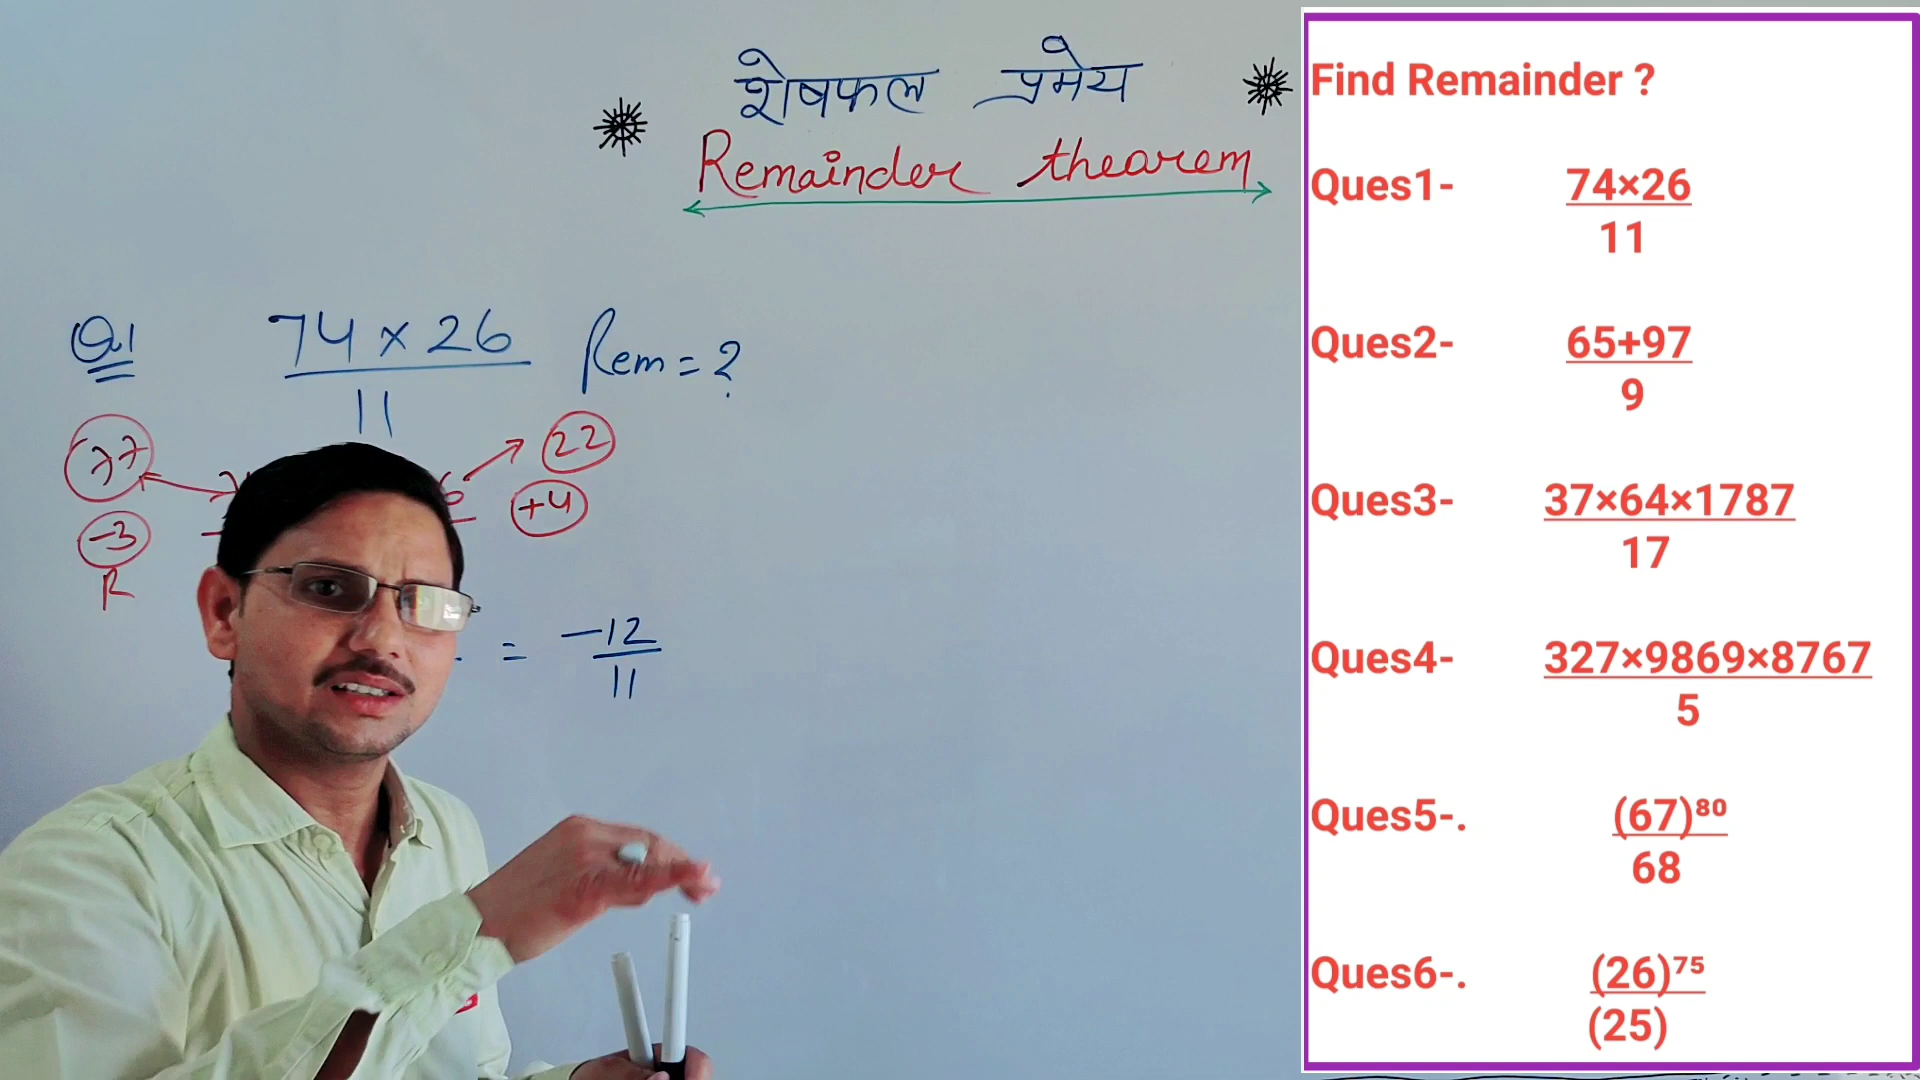 शेषफल प्रमेय
Remainder thearem
Q1 74 × 26 Rem = ?
11
77 22
-3 +4
R
= -12
11
Find Remainder ?
Ques1- 74×26
11
Ques2- 65+97
9
Ques3- 37×64×1787
17
Ques4- 327×9869×8767
5
Ques5-. (67)⁸⁰
68
Ques6-. (26)⁷⁵
(25)